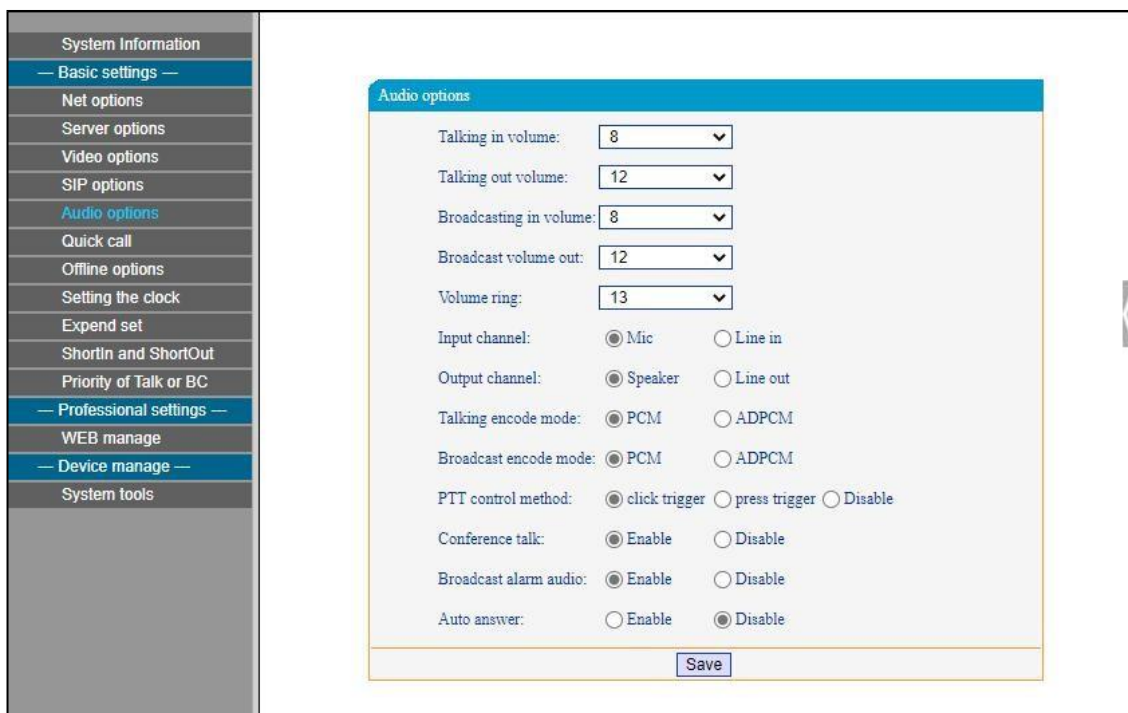 System Information
— Basic settings —
Net options
Server options
Video options
SIP options
Audio options
Quick call
Offline options
Setting the clock
Expend set
ShortIn and ShortOut
Priority of Talk or BC
— Professional settings —
WEB manage
— Device manage —
System tools
Audio options
Talking in volume: 8
Talking out volume: 12
Broadcasting in volume: 8
Broadcast volume out: 12
Volume ring: 13
Input channel: Mic Line in
Output channel: Speaker Line out
Talking encode mode: PCM ADPCM
Broadcast encode mode: PCM ADPCM
PTT control method: click trigger press trigger Disable
Conference talk: Enable Disable
Broadcast alarm audio: Enable Disable
Auto answer: Enable Disable
Save